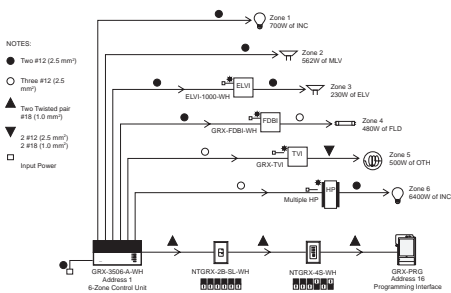 Zone 1
700W of INC
NOTES:
Two #12 (2.5 mm²)
Three #12 (2.5
mm²)
Two Twisted pair
#18 (1.0 mm²)
2 #12 (2.5 mm²)
2 #18 (1.0 mm²)
Input Power
Zone 2
562W of MLV
ELVI
Zone 3
230W of ELV
ELVI-1000-WH
FDBI
Zone 4
480W of FLD
GRX-FDBI-WH
TVI
Zone 5
500W of OTH
GRX-TVI
HP
Multiple HP
Zone 6
6400W of INC
GRX-3506-A-WH
Address 1
6-Zone Control Unit
NTGRX-2B-SL-WH
NTGRX-4S-WH
GRX-PRG
Address 16
Programming Interface